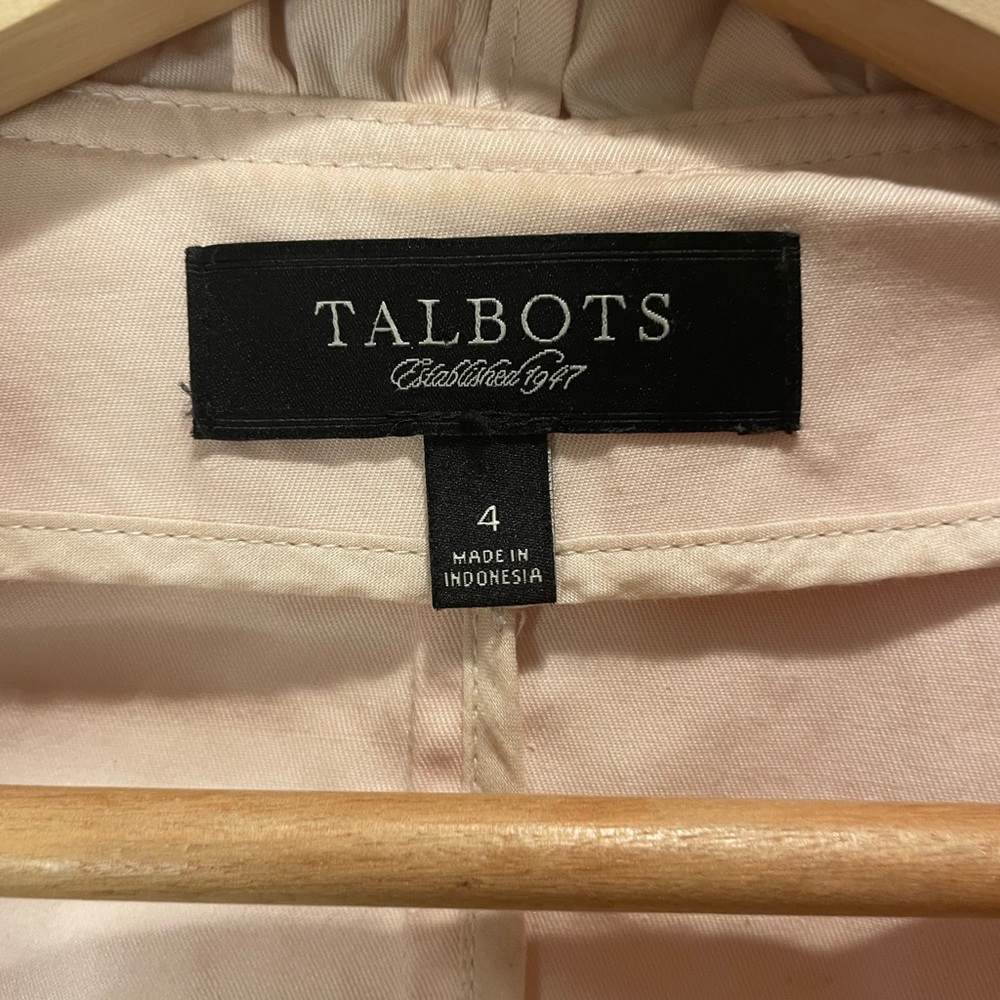 TALBOTS
Established 1947
4
MADE IN
INDONESIA